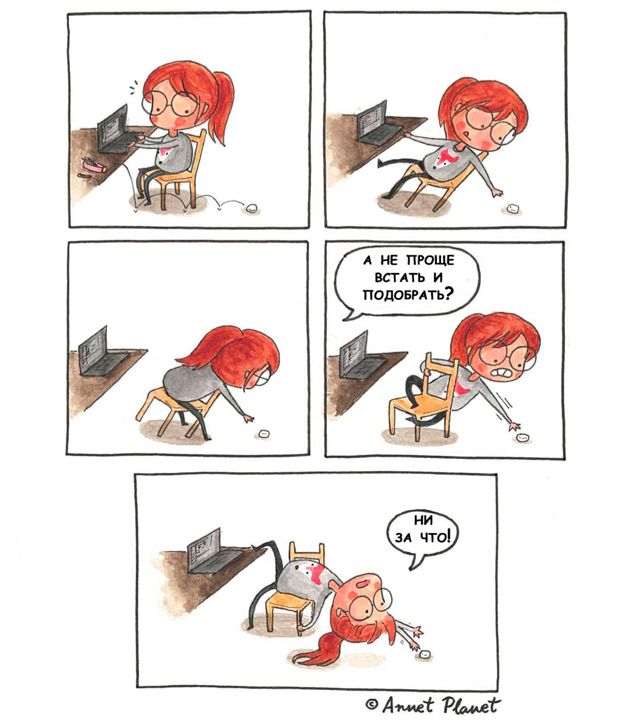 А НЕ ПРОЩЕ
ВСТАТЬ И
ПОДОБРАТЬ?
НИ
ЗА ЧТО!
© Annet Planet